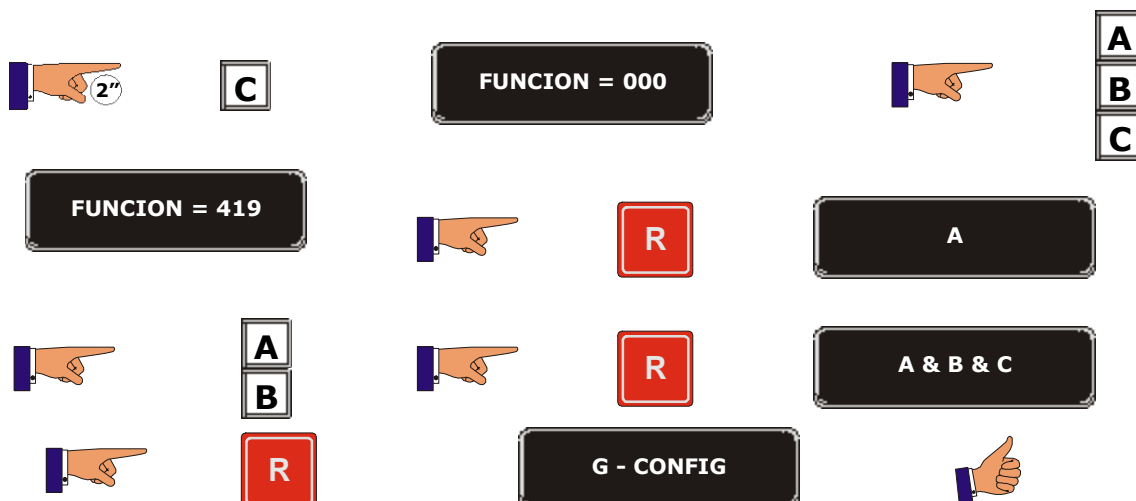 2”
C
FUNCION = 000
A
B
C
FUNCION = 419
R
A
A
B
R
A & B & C
R
G - CONFIG